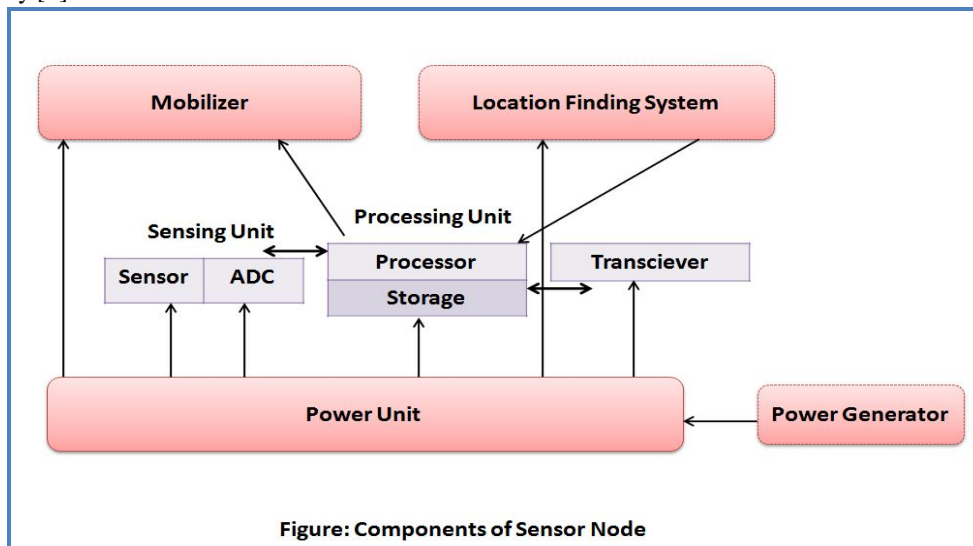 Mobilizer
Location Finding System
Processing Unit
Sensing Unit
Processor
Transciever
Sensor
ADC
Storage
Power Unit
Power Generator
Figure: Components of Sensor Node